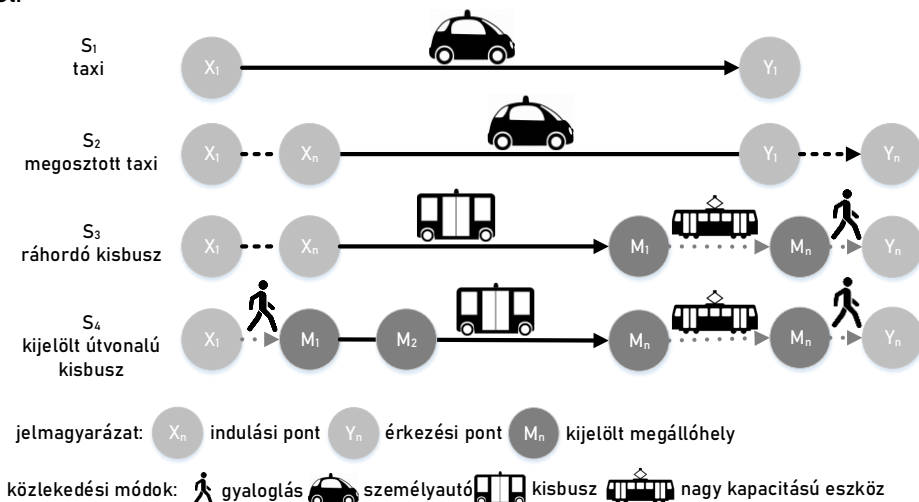 S₁
taxi
X₁
Y₁
S₂
megosztott taxi
X₁
Xₙ
Y₁
Yₙ
S₃
ráhordó kisbusz
X₁
Xₙ
M₁
Mₙ
Yₙ
S₄
kijelölt útvonalú
kisbusz
X₁
M₁
M₂
Mₙ
Mₙ
Yₙ
jelmagyarázat: Xₙ indulási pont Yₙ érkezési pont Mₙ kijelölt megállóhely
közlekedési módok: gyaloglás személyautó kisbusz nagy kapacitású eszköz